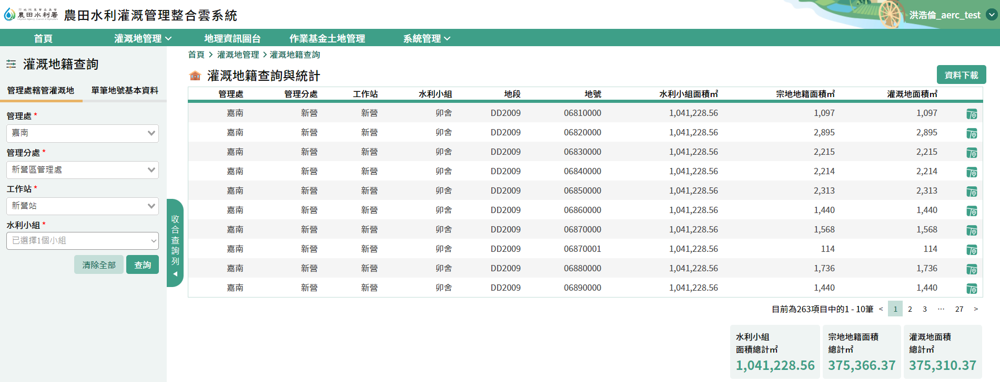 行政院農業委員會
農田水利署
農田水利灌溉管理整合雲系統
洪浩倫_aerc_test
首頁 灌溉地管理 地理資訊圖台 作業基金土地管理 系統管理
灌溉地籍查詢
管理處轄管灌溉地 單筆地號基本資料
管理處 *
嘉南
管理分處 *
新營區管理處
工作站 *
新營站
水利小組 *
已選擇1個小組
清除全部 查詢
收合查詢列
首頁 > 灌溉地管理 > 灌溉地籍查詢
灌溉地籍查詢與統計
資料下載
管理處 管理分處 工作站 水利小組 地段 地號 水利小組面積㎡ 宗地地籍面積㎡ 灌溉地面積㎡
嘉南 新營 新營 卯舍 DD2009 06810000 1,041,228.56 1,097 1,097
嘉南 新營 新營 卯舍 DD2009 06820000 1,041,228.56 2,895 2,895
嘉南 新營 新營 卯舍 DD2009 06830000 1,041,228.56 2,215 2,215
嘉南 新營 新營 卯舍 DD2009 06840000 1,041,228.56 2,214 2,214
嘉南 新營 新營 卯舍 DD2009 06850000 1,041,228.56 2,313 2,313
嘉南 新營 新營 卯舍 DD2009 06860000 1,041,228.56 1,440 1,440
嘉南 新營 新營 卯舍 DD2009 06870000 1,041,228.56 1,568 1,568
嘉南 新營 新營 卯舍 DD2009 06870001 1,041,228.56 114 114
嘉南 新營 新營 卯舍 DD2009 06880000 1,041,228.56 1,736 1,736
嘉南 新營 新營 卯舍 DD2009 06890000 1,041,228.56 1,440 1,440
目前為263項目中的1 - 10筆 < 1 2 3 ··· 27 >
水利小組
面積總計㎡
1,041,228.56
宗地地籍面積
總計㎡
375,366.37
灌溉地面積
總計㎡
375,310.37